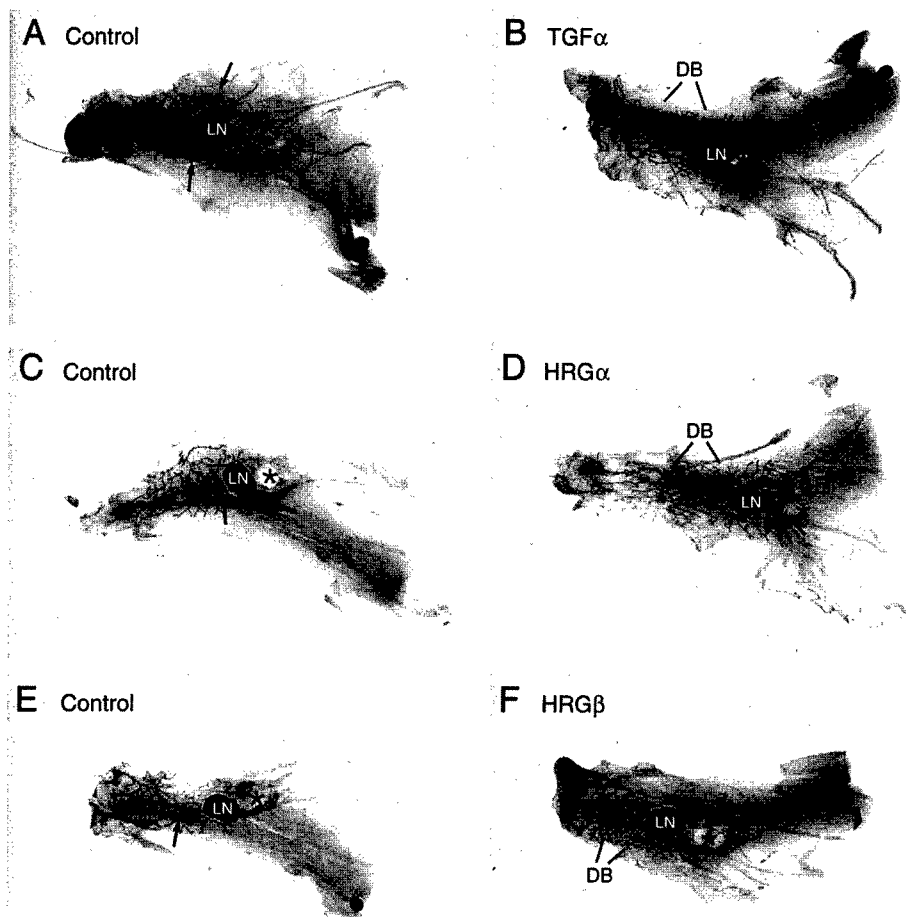 A Control
LN
B TGFα
DB
LN
C Control
LN *
D HRGα
DB
LN
E Control
LN
F HRGβ
LN
DB